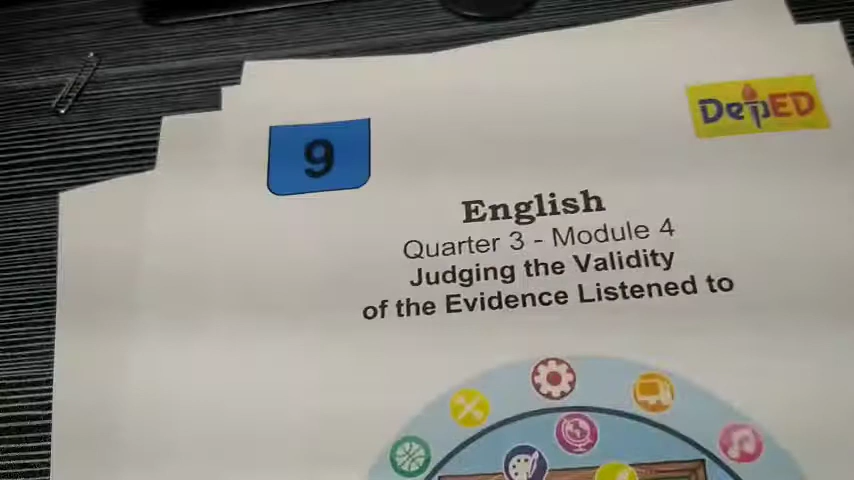 9
DepED
English
Quarter 3 - Module 4
Judging the Validity
of the Evidence Listened to